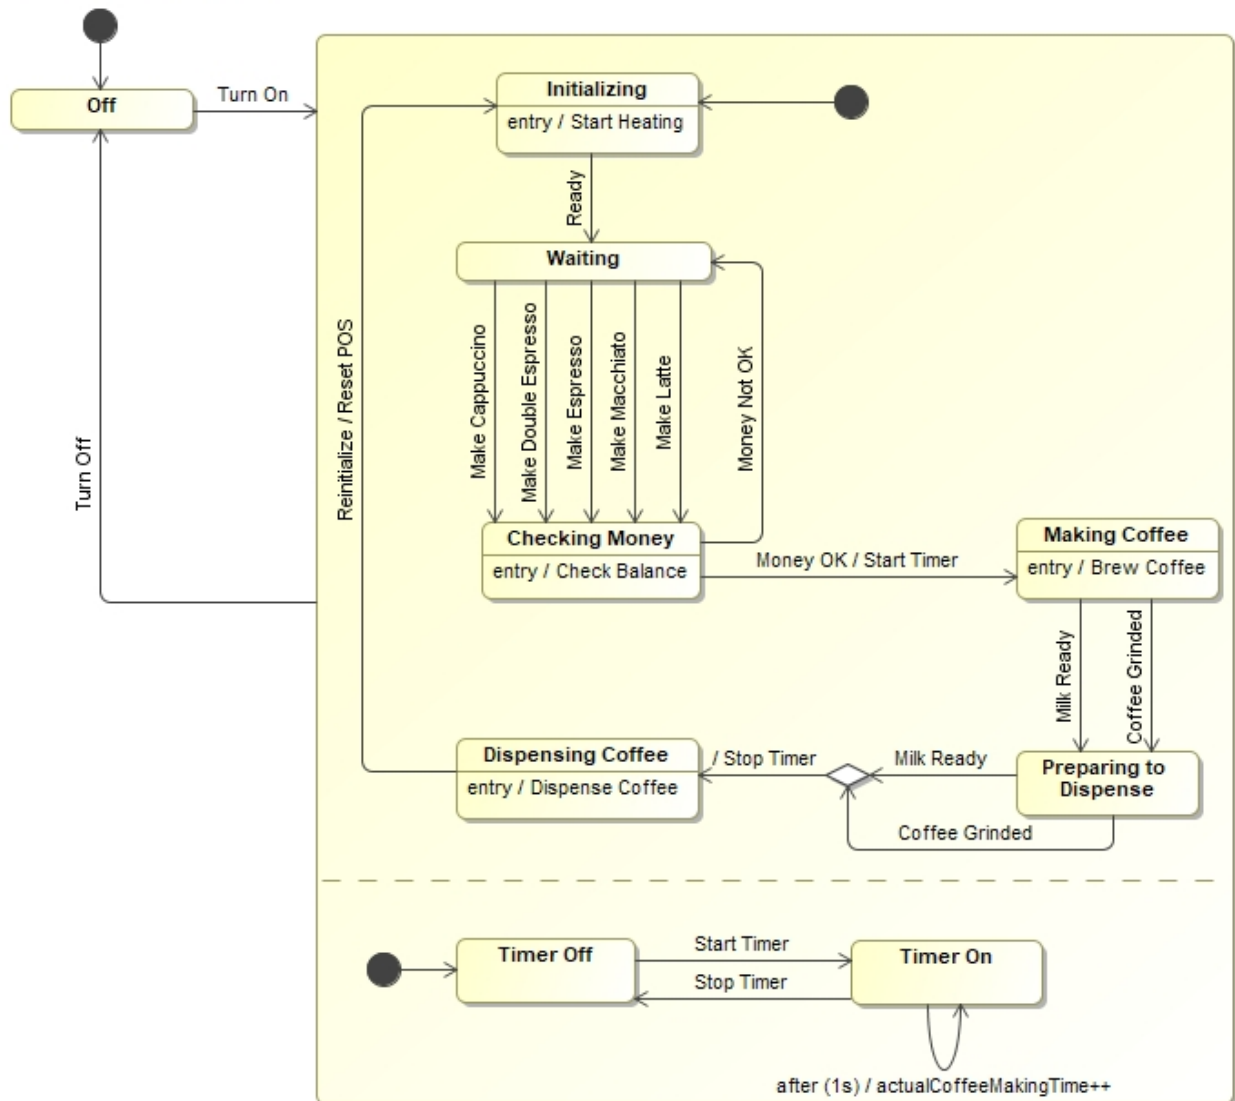 Off
Turn On
Initializing
entry / Start Heating
Ready
Waiting
Make Cappuccino
Make Double Espresso
Make Espresso
Make Macchiato
Make Latte
Money Not OK
Reinitialize / Reset POS
Turn Off
Checking Money
entry / Check Balance
Money OK / Start Timer
Making Coffee
entry / Brew Coffee
Milk Ready
Coffee Grinded
Dispensing Coffee
entry / Dispense Coffee
/ Stop Timer
Milk Ready
Preparing to
Dispense
Coffee Grinded
Timer Off
Start Timer
Stop Timer
Timer On
after (1s) / actualCoffeeMakingTime++